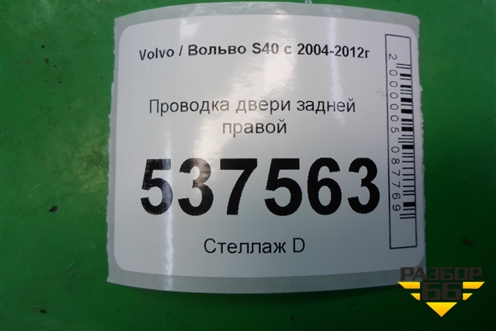 Volvo / Вольво S40 с 2004-2012г
Проводка двери задней
правой
537563
Стеллаж D
2000005087769
РАЗБОР
66